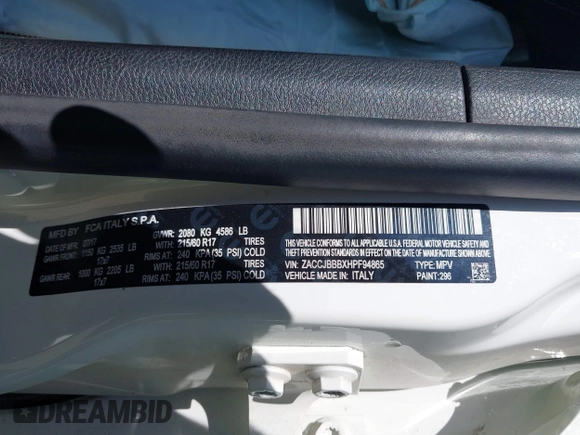 MFD BY FCA ITALY S.P.A.
DATE OF MFR 07/17 GVWR: 2080 KG 4586 LB
GAWR FRONT: 1150 KG 2535 LB WITH: 215/60 R17 TIRES
17x7 RIMS AT: 240 KPA(35 PSI) COLD
GAWR REAR: 1000 KG 2205 LB WITH: 215/60 R17 TIRES
17x7 RIMS AT: 240 KPA(35 PSI) COLD
THIS VEHICLE CONFORMS TO ALL APPLICABLE U.S.A. FEDERAL MOTOR VEHICLE
SAFETY, BUMPER, AND THEFT PREVENTION STANDARDS IN EFFECT ON THE DATE OF
MANUFACTURE SHOWN ABOVE.
VIN: ZACCJBBBXHPF94865 TYPE: MPV
VEHICLE MADE IN: ITALY PAINT: 296
DREAMBID